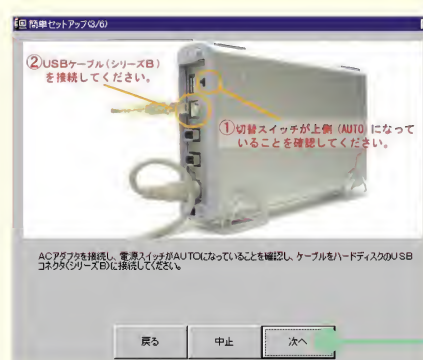 簡単セットアップ(3/6)
②USBケーブル(シリーズB)
を接続してください。
①切替スイッチが上側(AUTO)になって
いることを確認してください。
ACアダプタを接続し、電源スイッチがAUTOになっていることを確認し、ケーブルをハードディスクのUSB
コネクタ(シリーズB)に接続してください。
戻る
中止
次へ